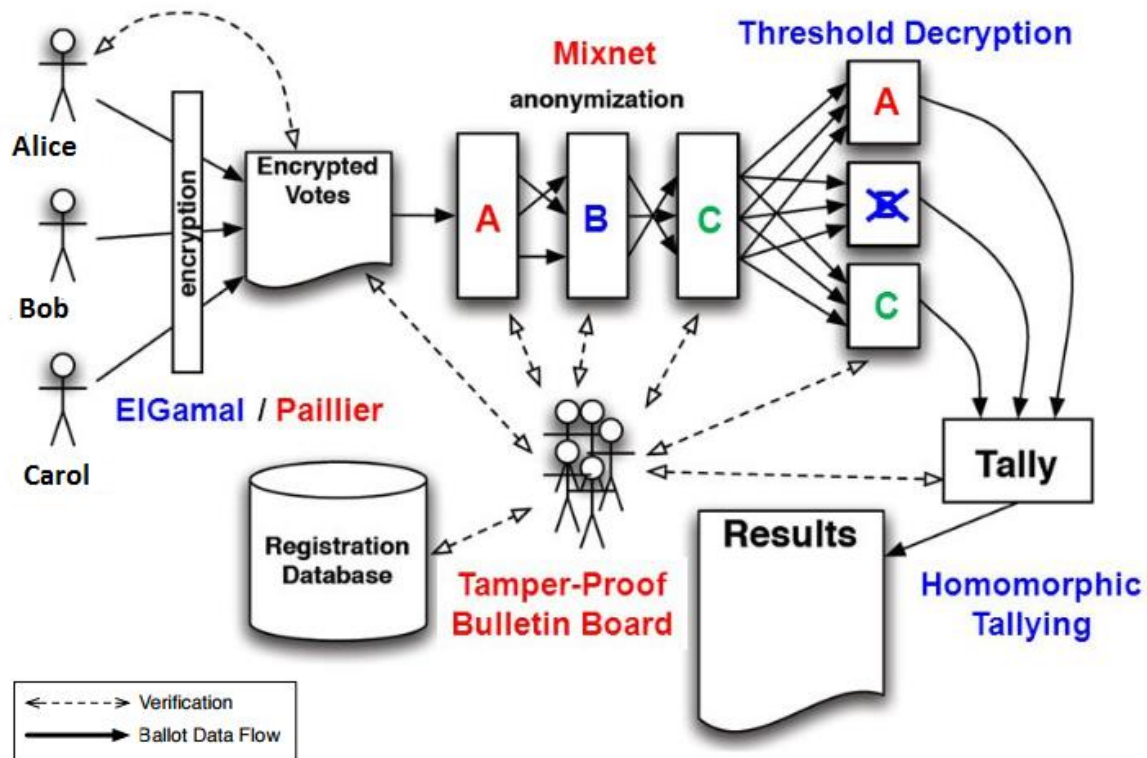 Threshold Decryption
Mixnet
anonymization
Alice
Bob
Carol
encryption
Encrypted
Votes
A
B
C
A
B
C
ElGamal / Paillier
Registration
Database
Tamper-Proof
Bulletin Board
Tally
Results
Homomorphic
Tallying
Verification
Ballot Data Flow